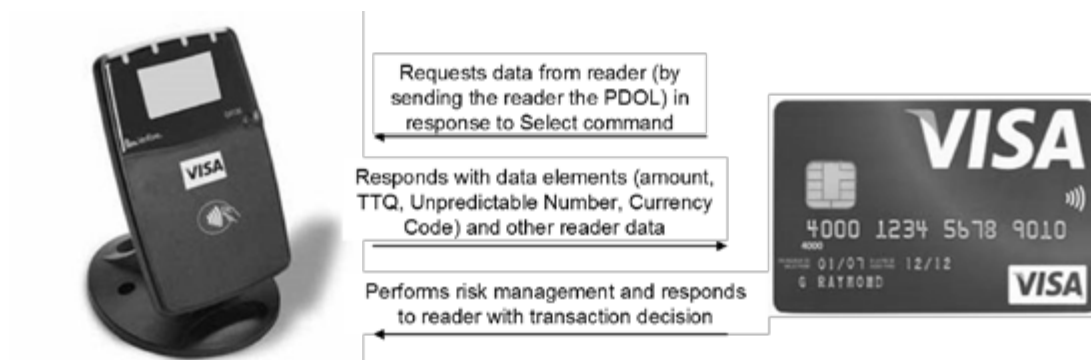 VISA
Requests data from reader (by
sending the reader the PDOL) in
response to Select command
Responds with data elements (amount,
TTQ, Unpredictable Number, Currency
Code) and other reader data
Performs risk management and responds
to reader with transaction decision
VISA
4000 1234 5678 9010
4000
01/07 12/12
G RAYMOND
VISA